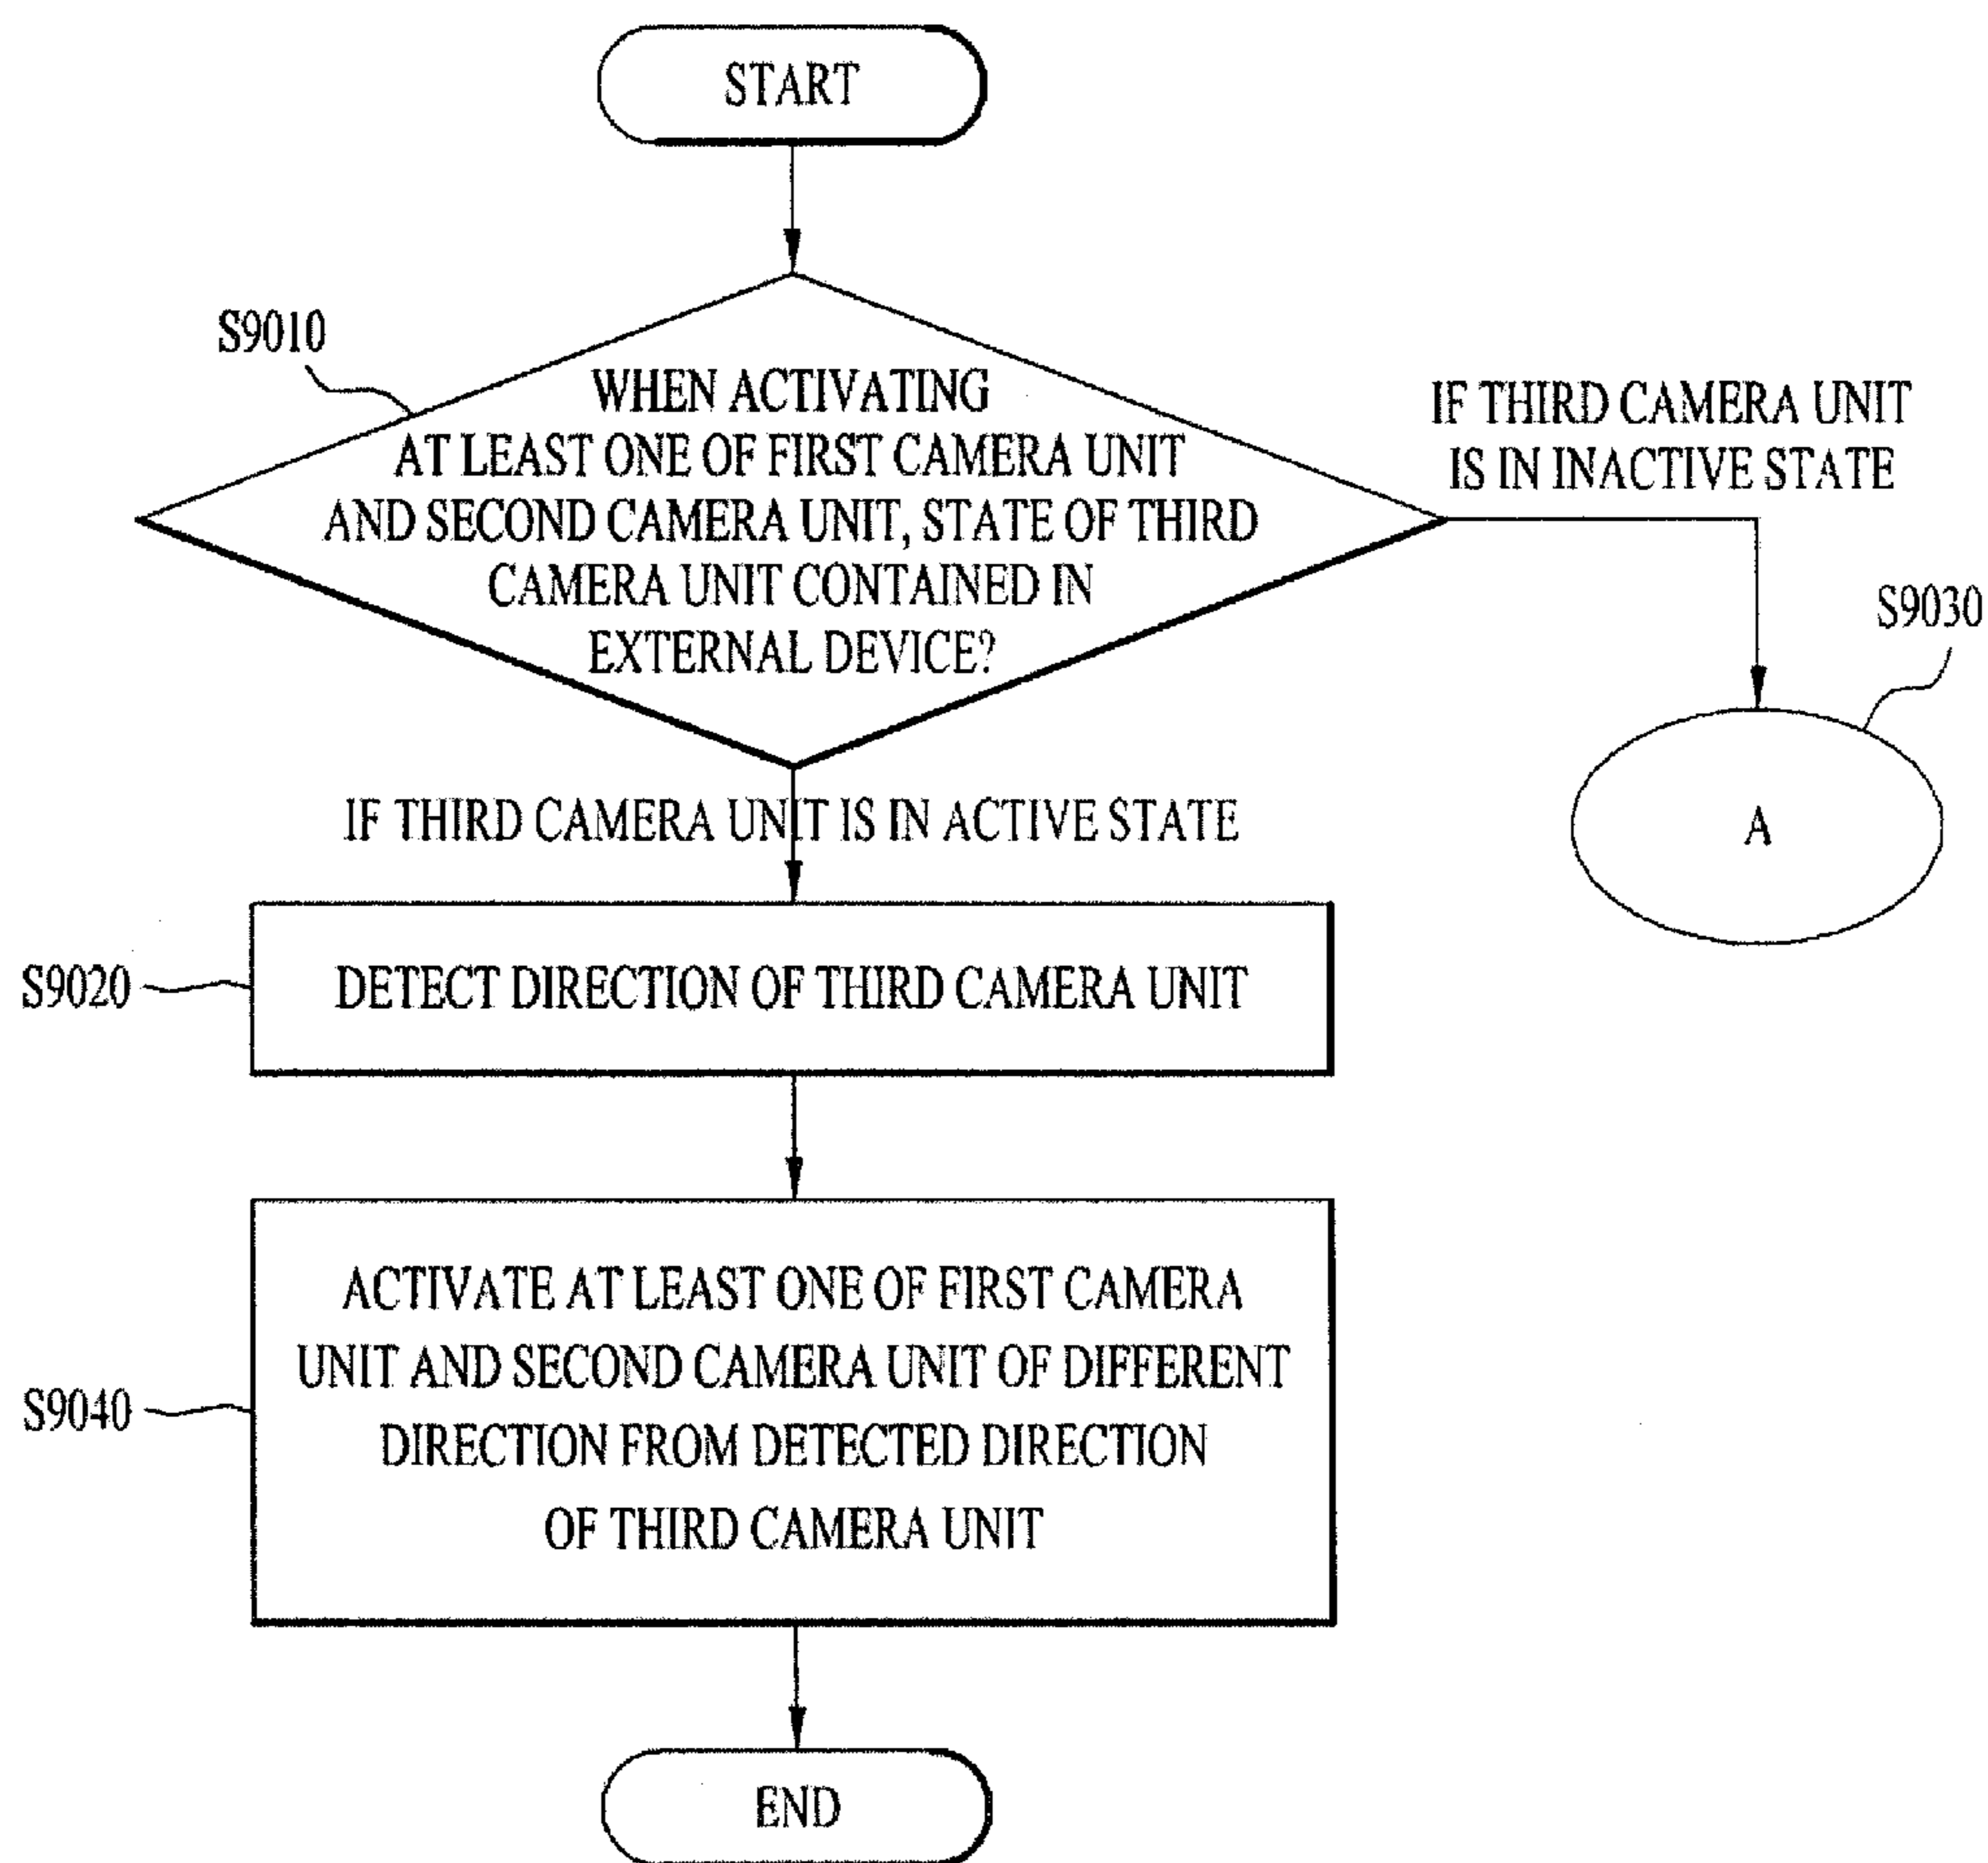 START
S9010
WHEN ACTIVATING
AT LEAST ONE OF FIRST CAMERA UNIT
AND SECOND CAMERA UNIT, STATE OF THIRD
CAMERA UNIT CONTAINED IN
EXTERNAL DEVICE?
IF THIRD CAMERA UNIT
IS IN INACTIVE STATE
S9030
A
IF THIRD CAMERA UNIT IS IN ACTIVE STATE
S9020
DETECT DIRECTION OF THIRD CAMERA UNIT
S9040
ACTIVATE AT LEAST ONE OF FIRST CAMERA
UNIT AND SECOND CAMERA UNIT OF DIFFERENT
DIRECTION FROM DETECTED DIRECTION
OF THIRD CAMERA UNIT
END